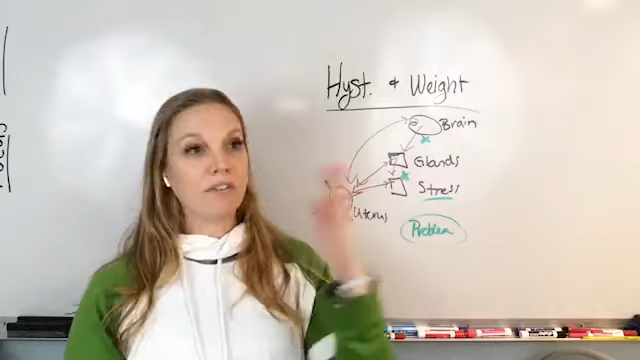 Hyst. + Weight
Brain
Glands
Stress
Uterus
Problem